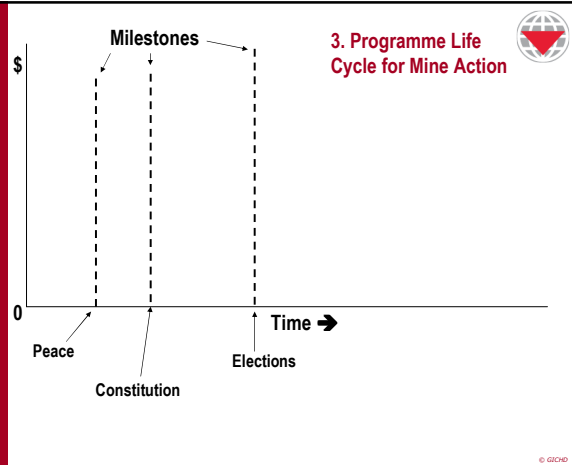 Milestones
3. Programme Life
Cycle for Mine Action
$
0
Time ➔
Peace
Constitution
Elections
© GICHD